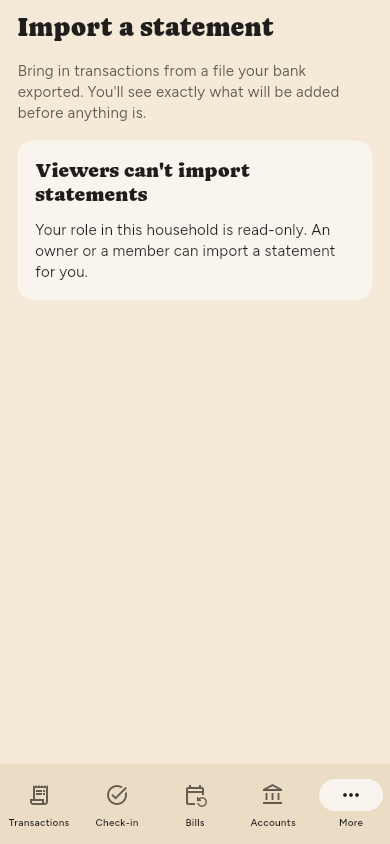 Import a statement
Bring in transactions from a file your bank
exported. You'll see exactly what will be added
before anything is.
Viewers can't import
statements
Your role in this household is read-only. An
owner or a member can import a statement
for you.
Transactions
Check-in
Bills
Accounts
More